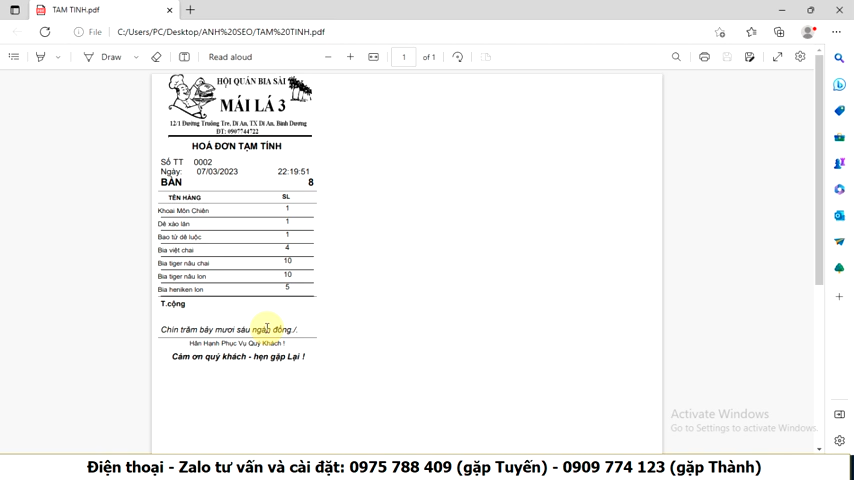 TAM TINH.pdf
File
C:/Users/PC/Desktop/ANH%20SEO/TAM%20TINH.pdf
Draw
Read aloud
1 of 1
HỘI QUÁN BIA SÀI
MÁI LÁ 3
12/1 Đường Truông Tre, Dĩ An, TX Dĩ An, Bình Dương
ĐT: 0907744722
HOÁ ĐƠN TẠM TÍNH
Số TT 0002
Ngày: 07/03/2023 22:19:51
BÀN 8
TÊN HÀNG SL
Khoai Môn Chiên 1
Dê xào lăn 1
Bao tử dê luộc 1
Bia việt chai 4
Bia tiger nâu chai 10
Bia tiger nâu lon 10
Bia heniken lon 5
T.cộng
Chín trăm bảy mươi sáu ngàn đồng./.
Hân Hạnh Phục Vụ Quý Khách !
Cảm ơn quý khách - hẹn gặp Lại !
Activate Windows
Go to Settings to activate Windows.
Điện thoại - Zalo tư vấn và cài đặt: 0975 788 409 (gặp Tuyến) - 0909 774 123 (gặp Thành)